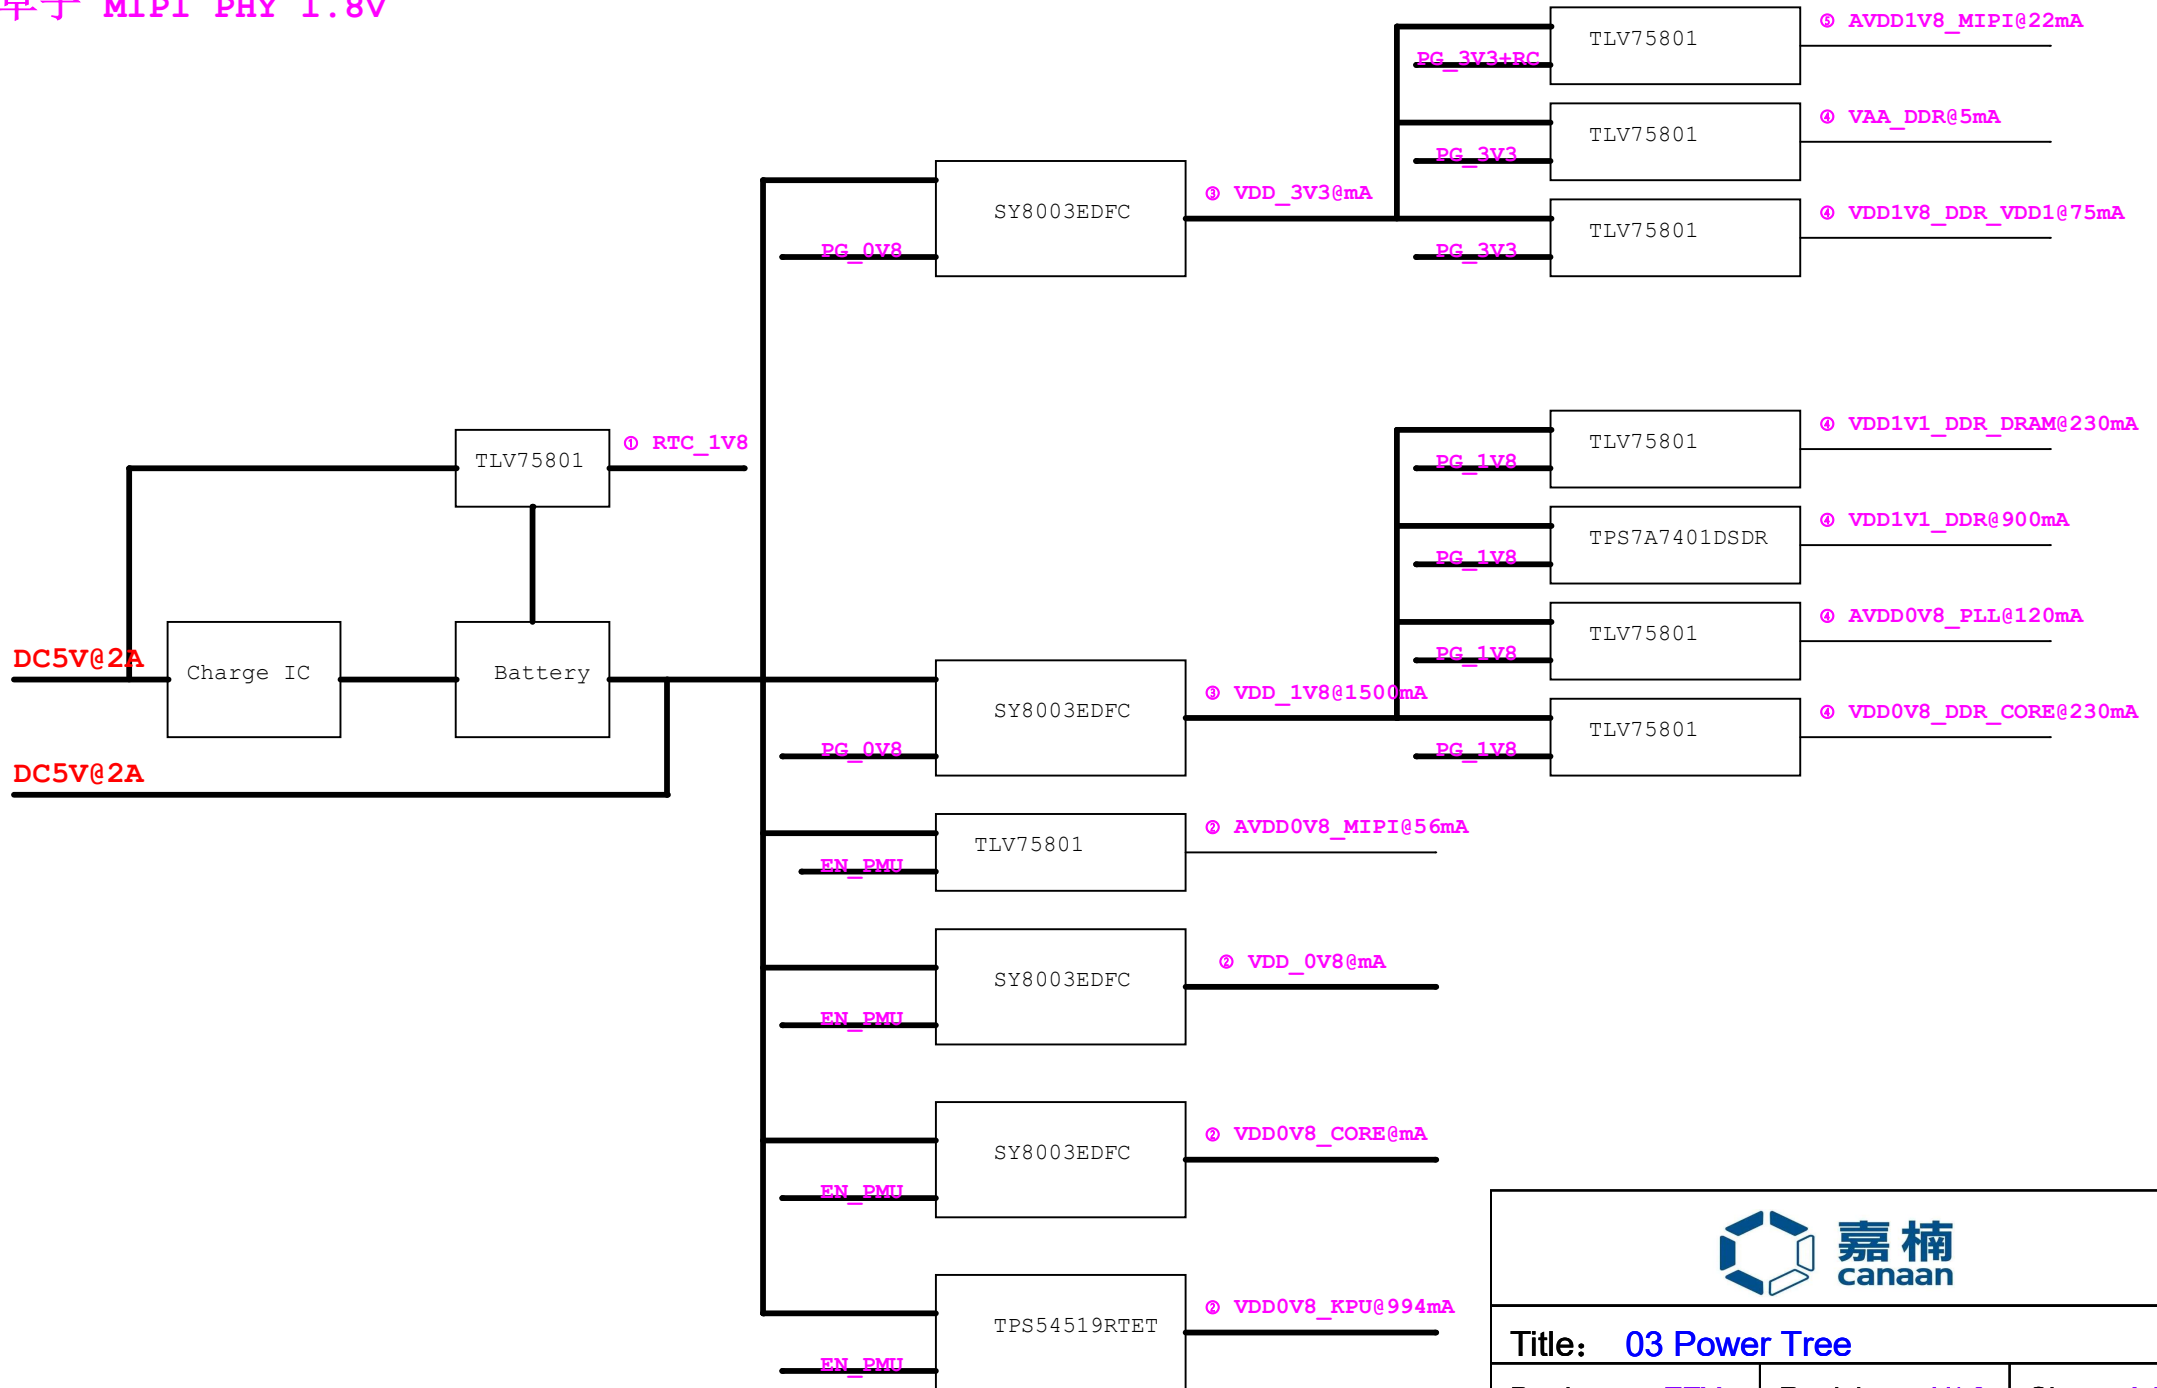 MIPI PHY 1.8V
TLV75801
⑤ AVDD1V8_MIPI@22mA
PG_3V3+RC
TLV75801
④ VAA_DDR@5mA
PG_3V3
SY8003EDFC
③ VDD_3V3@mA
PG_0V8
TLV75801
④ VDD1V8_DDR_VDD1@75mA
PG_3V3
TLV75801
① RTC_1V8
TLV75801
④ VDD1V1_DDR_DRAM@230mA
PG_1V8
TPS7A7401DSDR
④ VDD1V1_DDR@900mA
PG_1V8
TLV75801
④ AVDD0V8_PLL@120mA
PG_1V8
DC5V@2A
Charge IC
Battery
DC5V@2A
SY8003EDFC
③ VDD_1V8@1500mA
PG_0V8
TLV75801
④ VDD0V8_DDR_CORE@230mA
PG_1V8
TLV75801
② AVDD0V8_MIPI@56mA
EN_PMU
SY8003EDFC
② VDD_0V8@mA
EN_PMU
SY8003EDFC
② VDD0V8_CORE@mA
EN_PMU
TPS54519RTET
② VDD0V8_KPU@994mA
EN_PMU
嘉楠
canaan
Title： 03 Power Tree